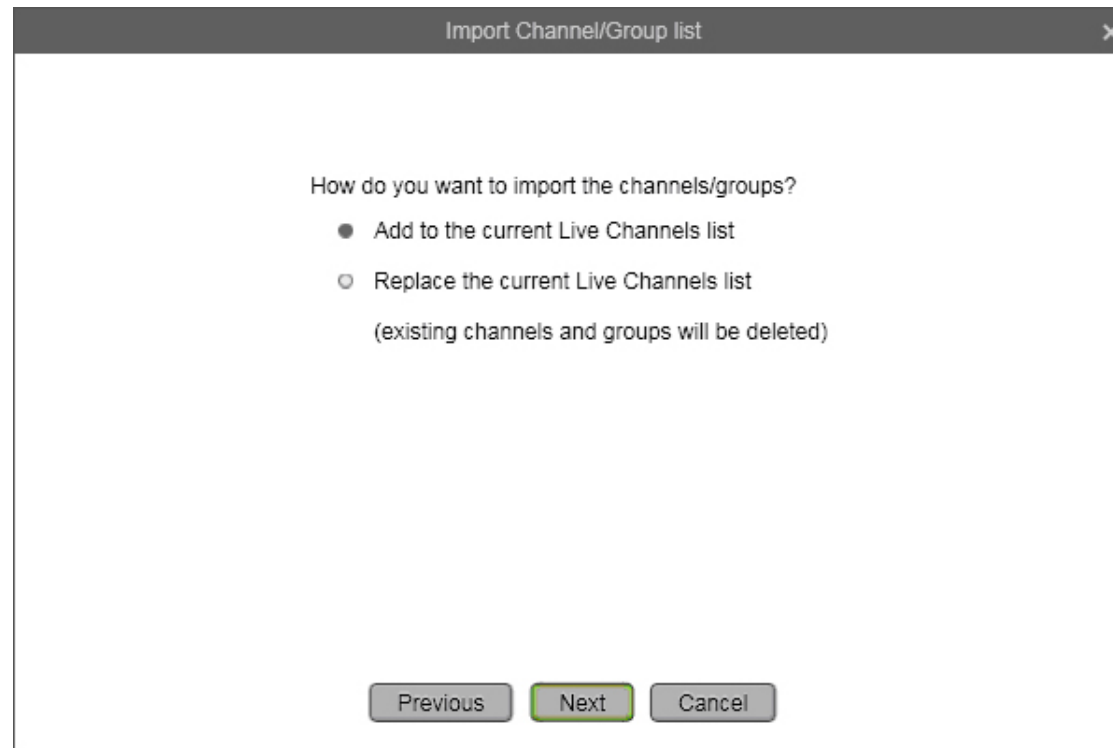 Import Channel/Group list
How do you want to import the channels/groups?
Add to the current Live Channels list
Replace the current Live Channels list
(existing channels and groups will be deleted)
Previous Next Cancel